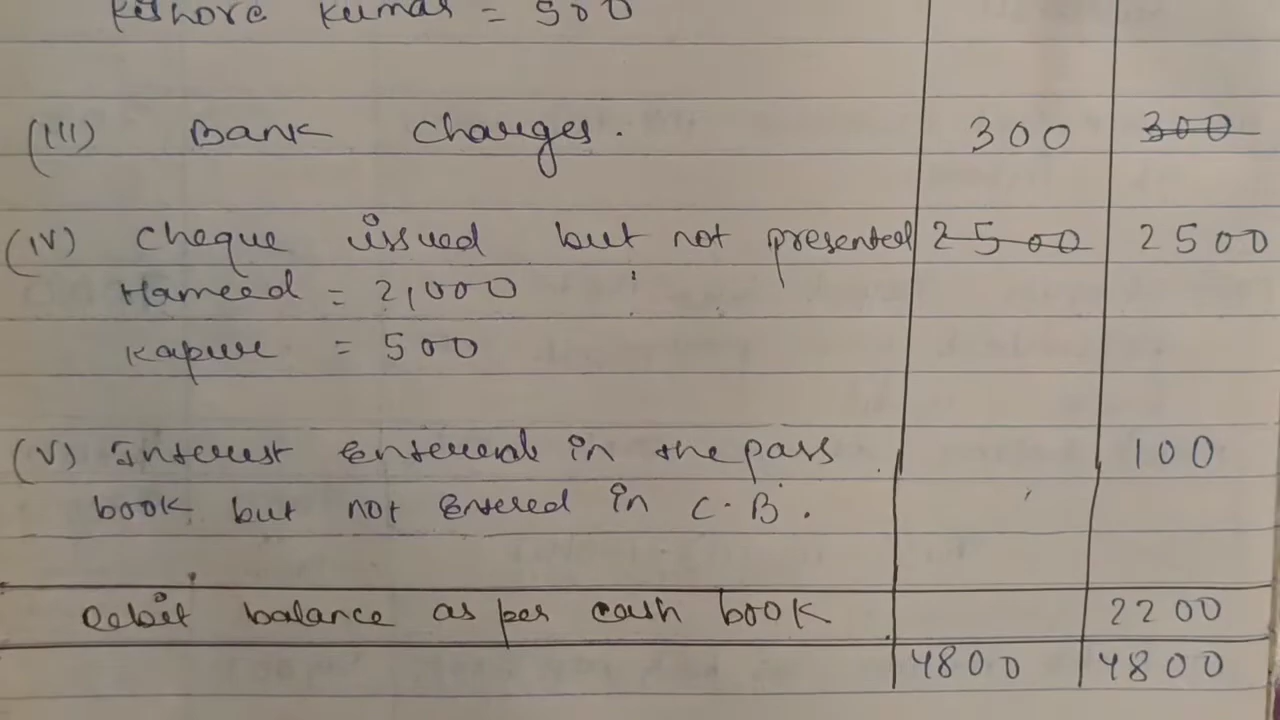 Kishore Kumar = 500
(III) Bank Charges. 300 300
(IV) Cheque issued but not presented 2500 2500
Hameed = 2,000
Kapur = 500
(V) Interest Entered in the pass 100
book but not Entered in C.B.
Debit balance as per cash book 2200
4800 4800